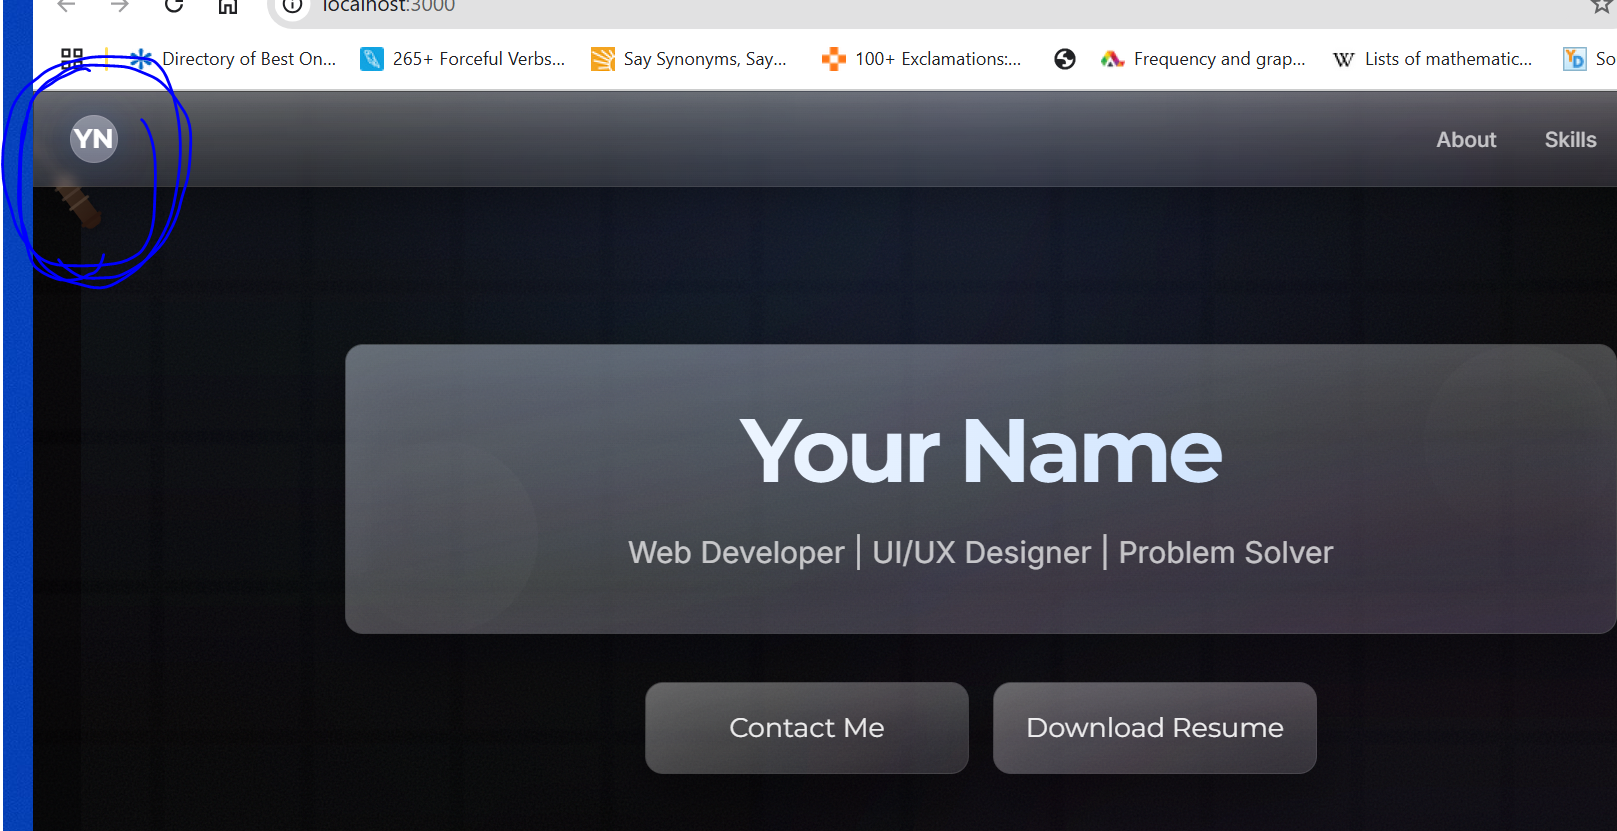 localhost:3000
Directory of Best On... 265+ Forceful Verbs... Say Synonyms, Say... 100+ Exclamations:... Frequency and grap... Lists of mathematic... So
YN About Skills
Your Name
Web Developer | UI/UX Designer | Problem Solver
Contact Me Download Resume